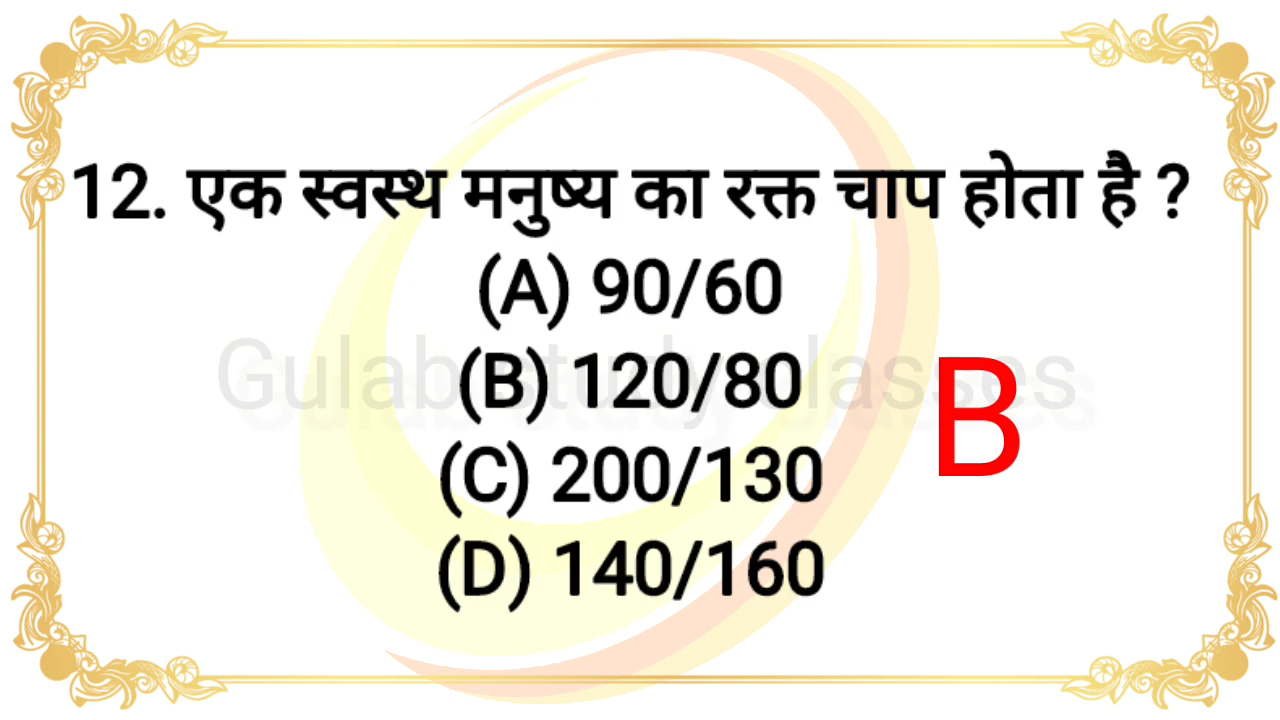 12. एक स्वस्थ मनुष्य का रक्त चाप होता है ?
(A) 90/60
(B) 120/80
Gulab study classes
B
(C) 200/130
(D) 140/160